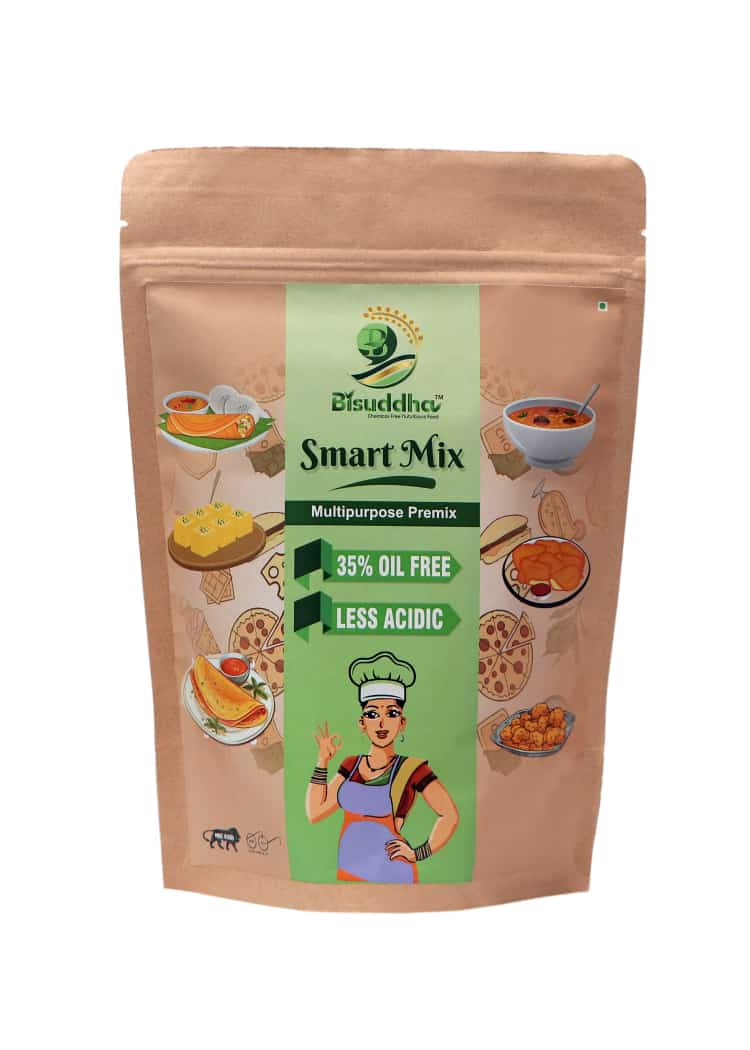 Bisuddha™
Chemical Free Nutritious Food
Smart Mix
Multipurpose Premix
35% OIL FREE
LESS ACIDIC